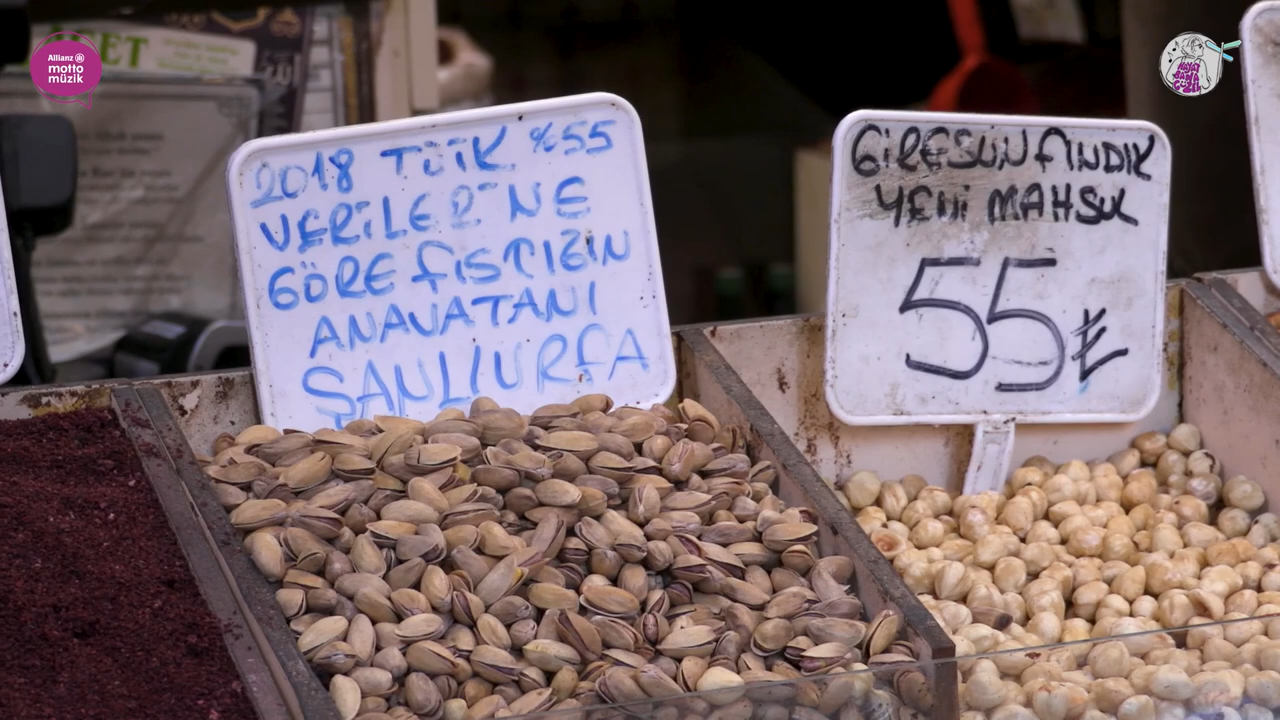 Allianz
motto
müzik
2018 TÜİK %55
VERİLERİNE
GÖRE FISTIĞIN
ANAVATANI
ŞANLIURFA
GİRESUN FINDIK
YENİ MAHSUL
55 ₺